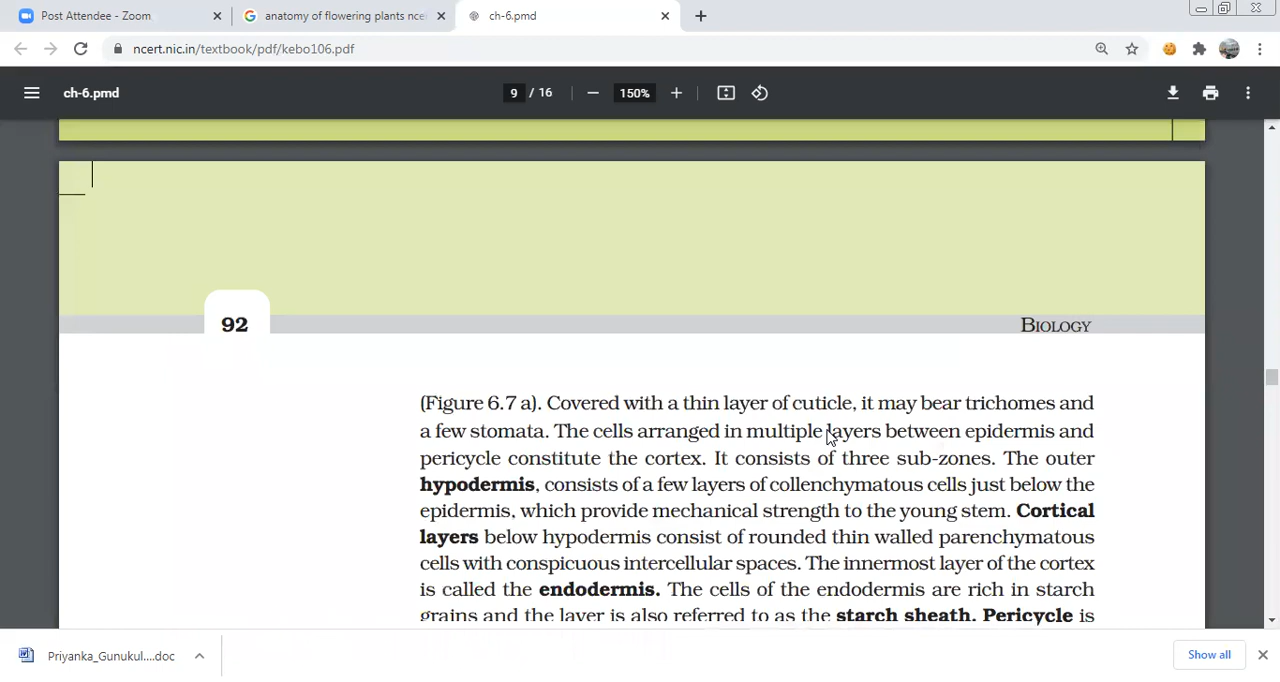 Post Attendee - Zoom
anatomy of flowering plants nce
ch-6.pmd
ncert.nic.in/textbook/pdf/kebo106.pdf
ch-6.pmd
9 / 16
150%
92
BIOLOGY
(Figure 6.7 a). Covered with a thin layer of cuticle, it may bear trichomes and
a few stomata. The cells arranged in multiple layers between epidermis and
pericycle constitute the cortex. It consists of three sub-zones. The outer
hypodermis, consists of a few layers of collenchymatous cells just below the
epidermis, which provide mechanical strength to the young stem. Cortical
layers below hypodermis consist of rounded thin walled parenchymatous
cells with conspicuous intercellular spaces. The innermost layer of the cortex
is called the endodermis. The cells of the endodermis are rich in starch
grains and the layer is also referred to as the starch sheath. Pericycle is
Priyanka_Gunukul....doc
Show all